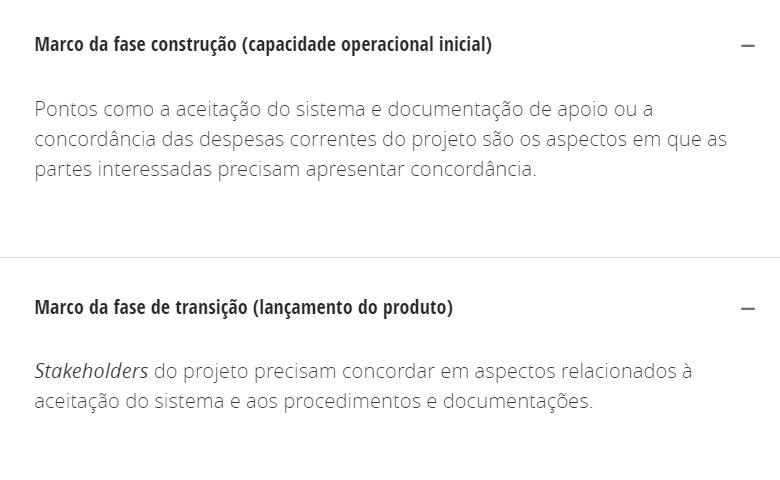 Marco da fase construção (capacidade operacional inicial)
Pontos como a aceitação do sistema e documentação de apoio ou a
concordância das despesas correntes do projeto são os aspectos em que as
partes interessadas precisam apresentar concordância.
Marco da fase de transição (lançamento do produto)
Stakeholders do projeto precisam concordar em aspectos relacionados à
aceitação do sistema e aos procedimentos e documentações.